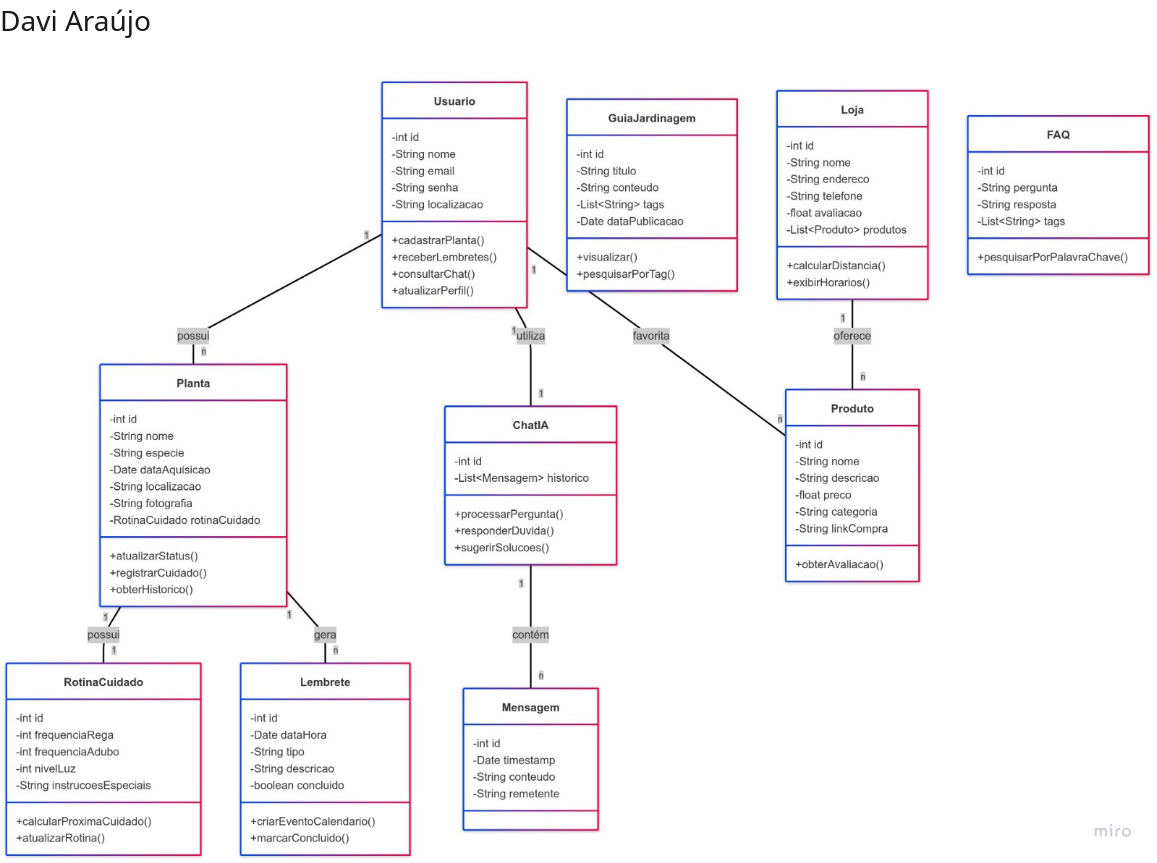 Davi Araújo
Usuario
-int id
-String nome
-String email
-String senha
-String localizacao
+cadastrarPlanta()
+receberLembretes()
+consultarChat()
+atualizarPerfil()
GuiaJardinagem
-int id
-String titulo
-String conteudo
-List<String> tags
-Date dataPublicacao
+visualizar()
+pesquisarPorTag()
Loja
-int id
-String nome
-String endereco
-String telefone
-float avaliacao
-List<Produto> produtos
+calcularDistancia()
+exibirHorarios()
FAQ
-int id
-String pergunta
-String resposta
-List<String> tags
+pesquisarPorPalavraChave()
1
possui
n
1
utiliza
1
1
favorita
n
1
oferece
n
Planta
-int id
-String nome
-String especie
-Date dataAquisicao
-String localizacao
-String fotografia
-RotinaCuidado rotinaCuidado
+atualizarStatus()
+registrarCuidado()
+obterHistorico()
ChatIA
-int id
-List<Mensagem> historico
+processarPergunta()
+responderDuvida()
+sugerirSolucoes()
Produto
-int id
-String nome
-String descricao
-float preco
-String categoria
-String linkCompra
+obterAvaliacao()
1
possui
1
1
gera
n
1
contém
n
RotinaCuidado
-int id
-int frequenciaRega
-int frequenciaAdubo
-int nivelLuz
-String instrucoesEspeciais
+calcularProximaCuidado()
+atualizarRotina()
Lembrete
-int id
-Date dataHora
-String tipo
-String descricao
-boolean concluido
+criarEventoCalendario()
+marcarConcluido()
Mensagem
-int id
-Date timestamp
-String conteudo
-String remetente
miro